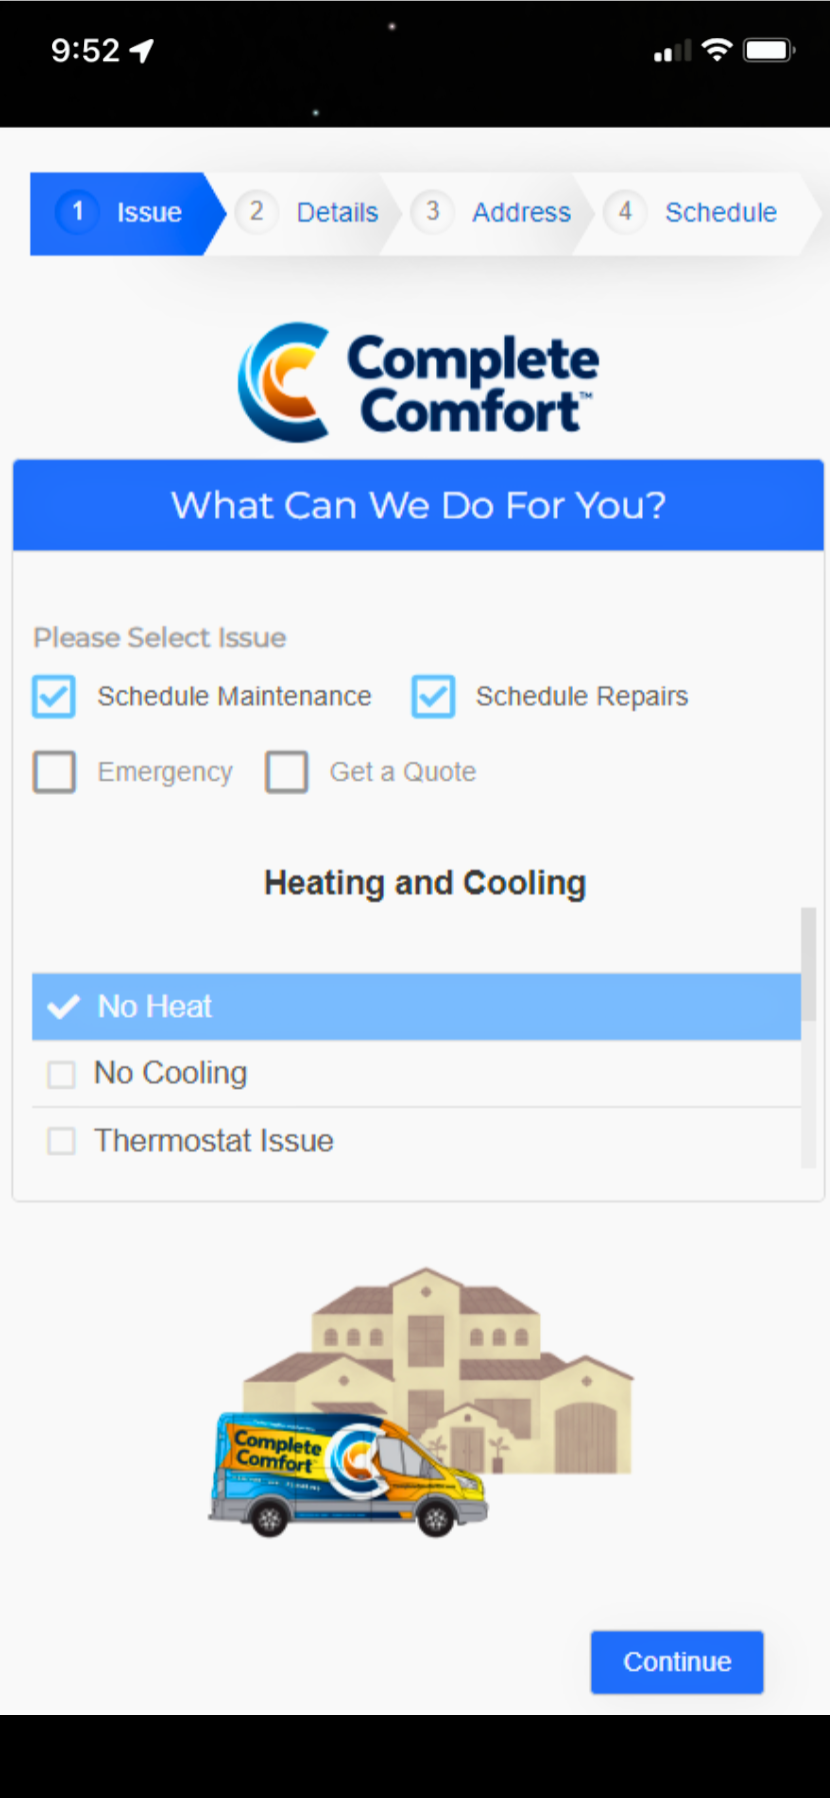 9:52
1 Issue 2 Details 3 Address 4 Schedule
Complete
Comfort™
What Can We Do For You?
Please Select Issue
Schedule Maintenance Schedule Repairs
Emergency Get a Quote
Heating and Cooling
No Heat
No Cooling
Thermostat Issue
Complete
Comfort
Continue